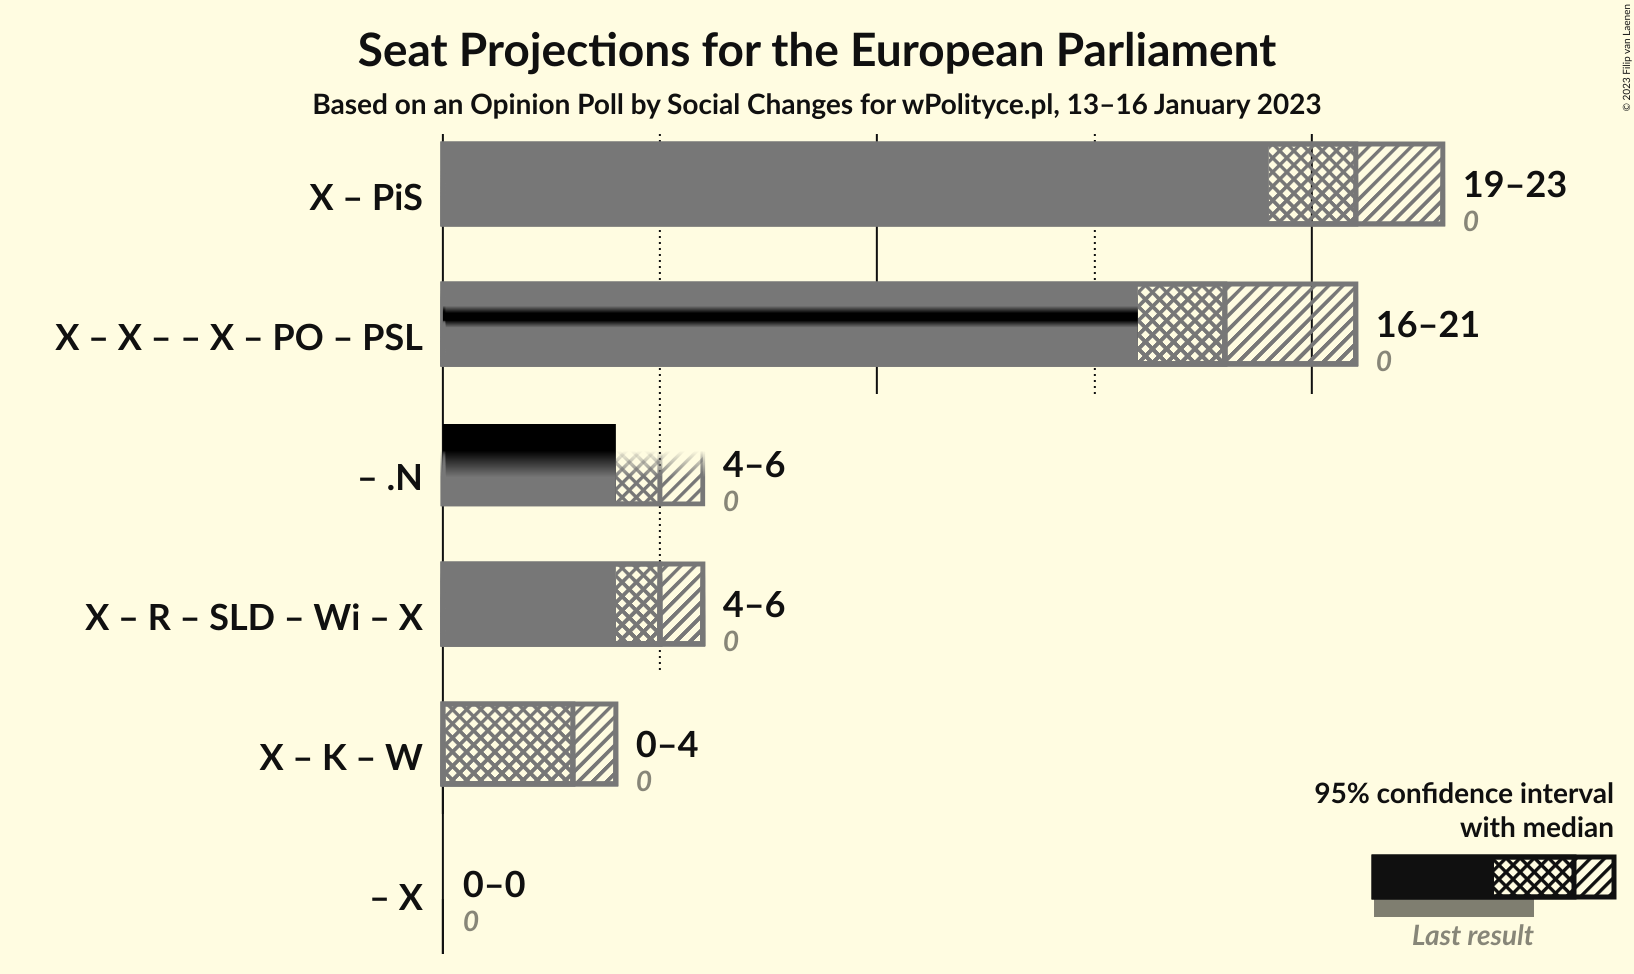 Seat Projections for the European Parliament
Based on an Opinion Poll by Social Changes for wPolityce.pl, 13–16 January 2023
© 2023 Filip van Laenen
X – PiS
19–23
0
X – X – – X – PO – PSL
16–21
0
– .N
4–6
0
X – R – SLD – Wi – X
4–6
0
X – K – W
0–4
0
– X
0–0
0
95% confidence interval
with median
Last result